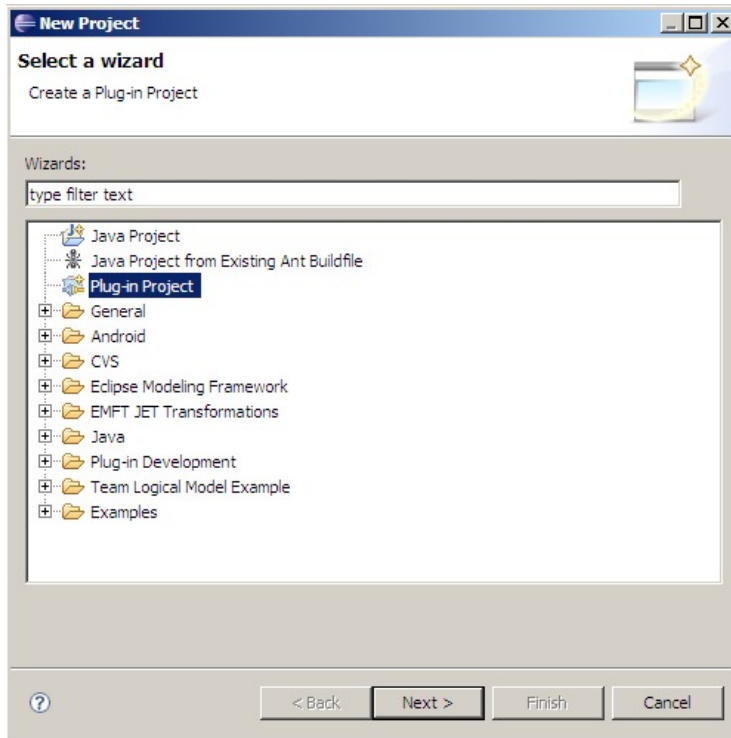 New Project
Select a wizard
Create a Plug-in Project
Wizards:
type filter text
Java Project
Java Project from Existing Ant Buildfile
Plug-in Project
General
Android
CVS
Eclipse Modeling Framework
EMFT JET Transformations
Java
Plug-in Development
Team Logical Model Example
Examples
< Back Next > Finish Cancel